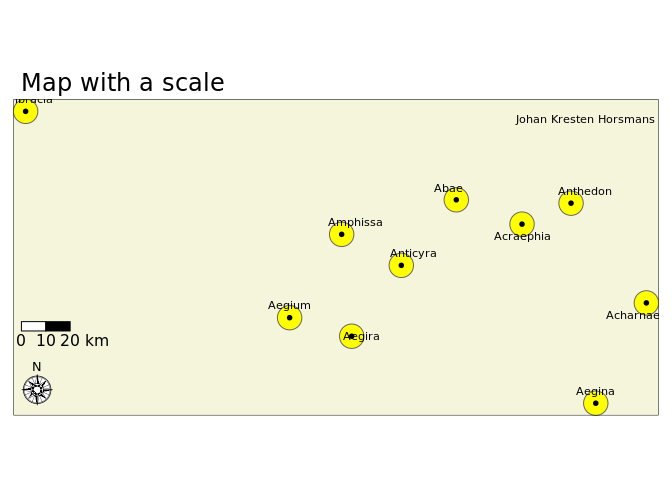 Map with a scale
Johan Kresten Horsmans
Abae
Anthedon
Amphissa
Acraephia
Anticyra
Aegium
Acharnae
Aegira
0 10 20 km
N
Aegina